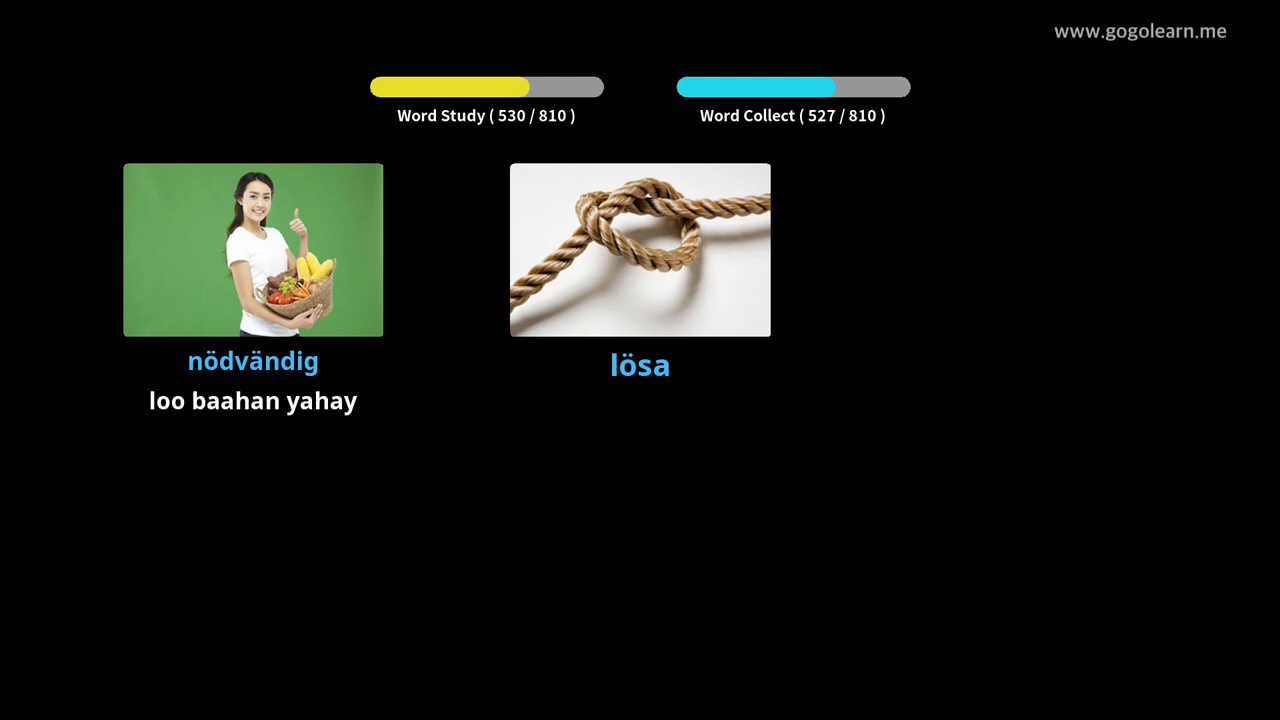 www.gogolearn.me
Word Study ( 530 / 810 )
Word Collect ( 527 / 810 )
nödvändig
loo baahan yahay
lösa